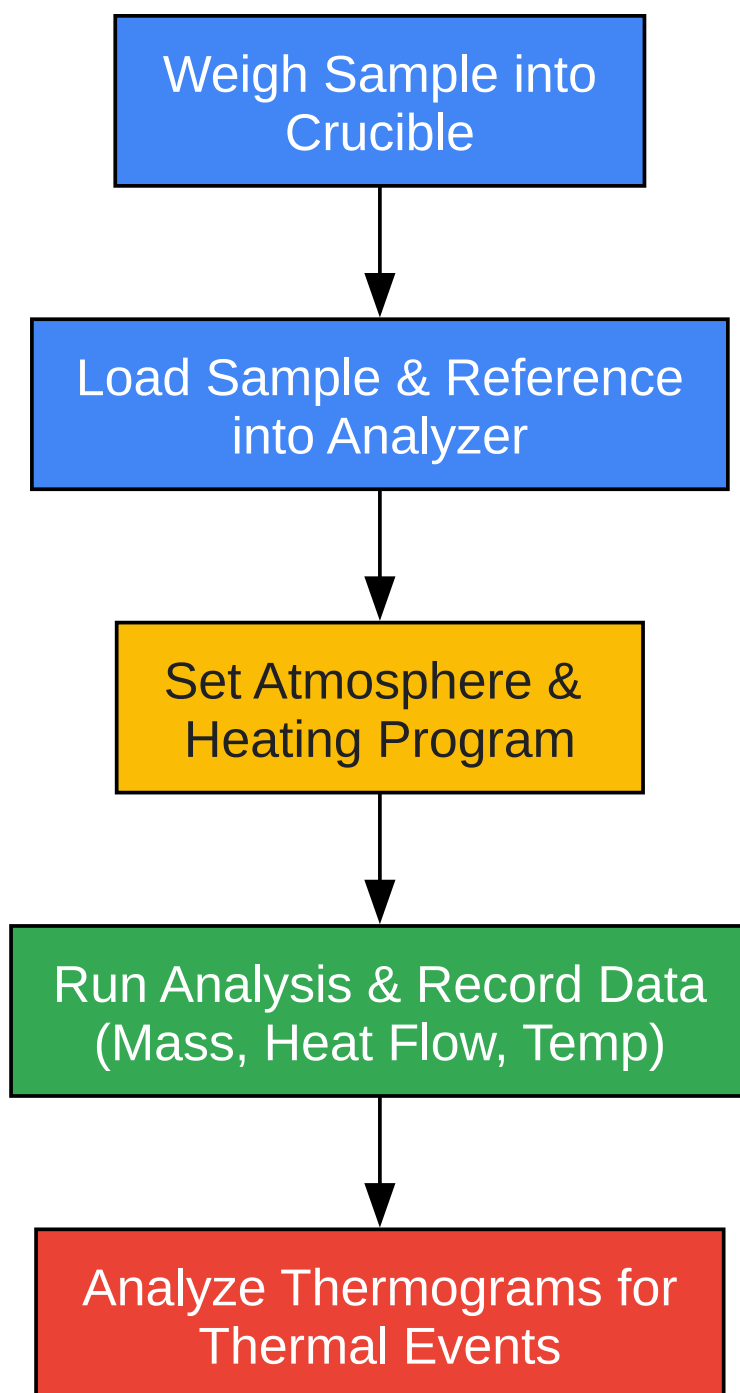 Weigh Sample into
Crucible
Load Sample & Reference
into Analyzer
Set Atmosphere &
Heating Program
Run Analysis & Record Data
(Mass, Heat Flow, Temp)
Analyze Thermograms for
Thermal Events